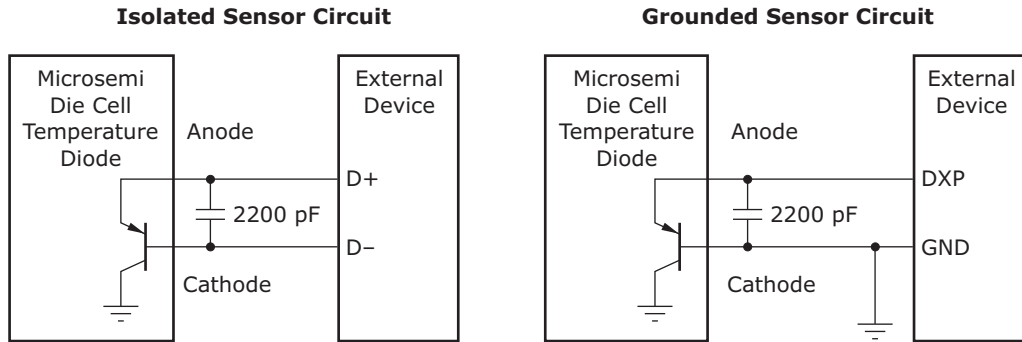 Isolated Sensor Circuit
Microsemi
Die Cell
Temperature
Diode
Anode
External
Device
D+
2200 pF
D–
Cathode
Grounded Sensor Circuit
Microsemi
Die Cell
Temperature
Diode
Anode
External
Device
DXP
2200 pF
GND
Cathode